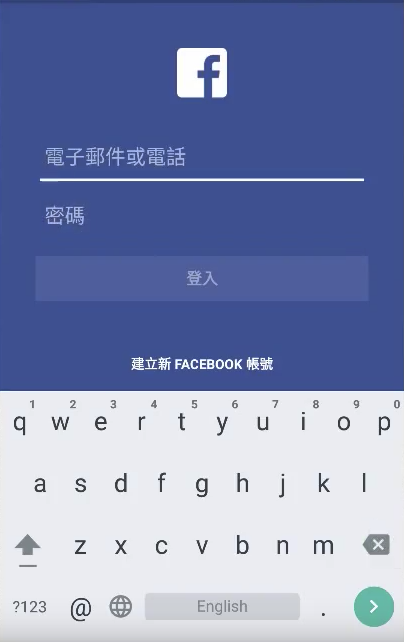 f
電子郵件或電話
密碼
登入
建立新 FACEBOOK 帳號
1 2 3 4 5 6 7 8 9 0
q w e r t y u i o p
a s d f g h j k l
z x c v b n m
?123 @ English .